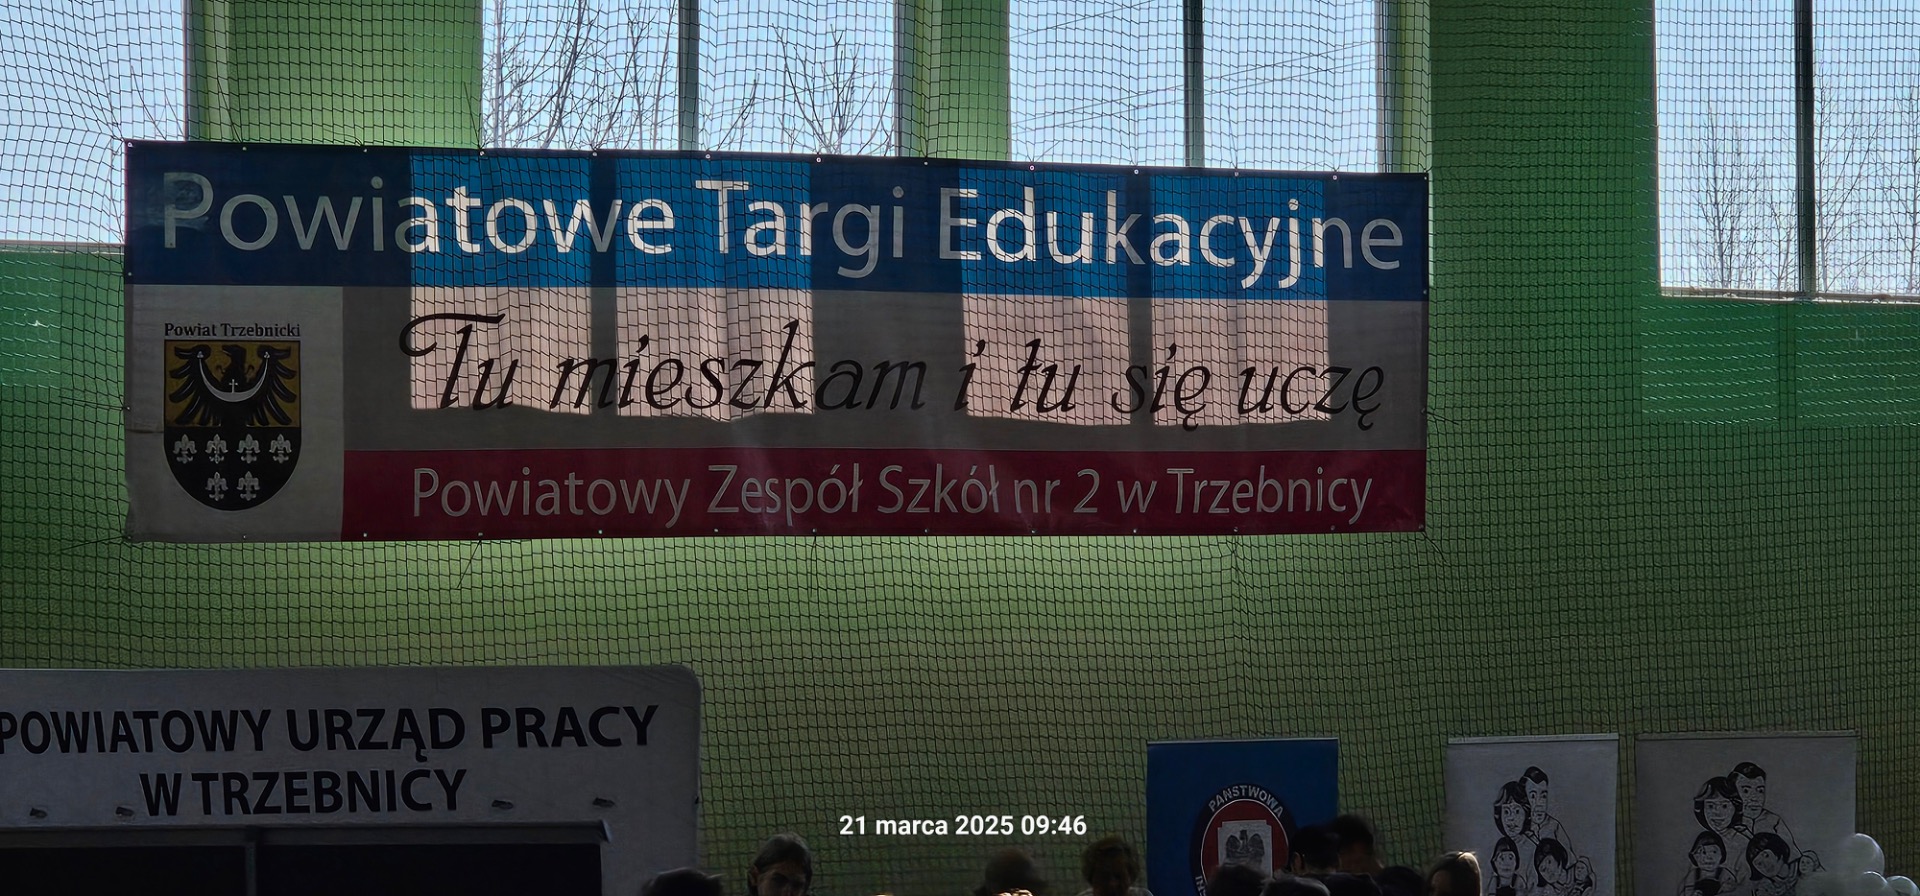 Powiatowe Targi Edukacyjne
Powiat Trzebnicki
Tu mieszkam i tu się uczę
Powiatowy Zespół Szkół nr 2 w Trzebnicy
POWIATOWY URZĄD PRACY
W TRZEBNICY
PAŃSTWOWA
21 marca 2025 09:46